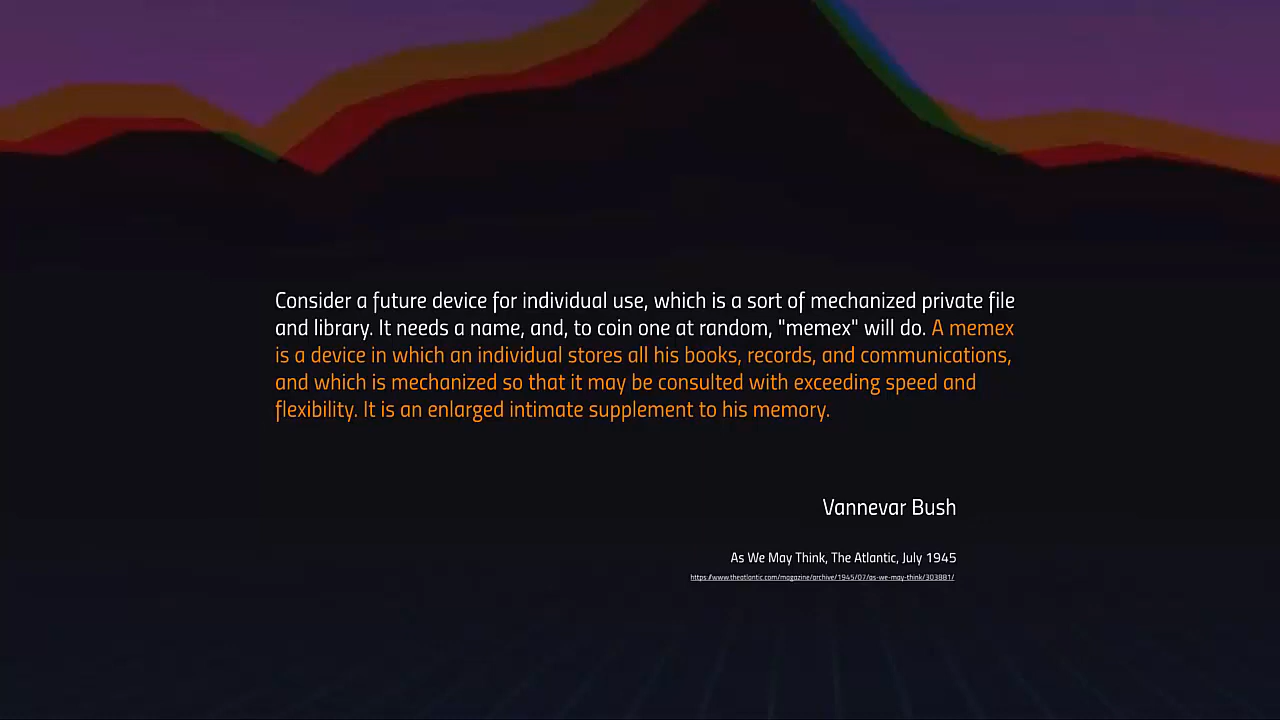 Consider a future device for individual use, which is a sort of mechanized private file
and library. It needs a name, and, to coin one at random, "memex" will do. A memex
is a device in which an individual stores all his books, records, and communications,
and which is mechanized so that it may be consulted with exceeding speed and
flexibility. It is an enlarged intimate supplement to his memory.
Vannevar Bush
As We May Think, The Atlantic, July 1945
https://www.theatlantic.com/magazine/archive/1945/07/as-we-may-think/303881/